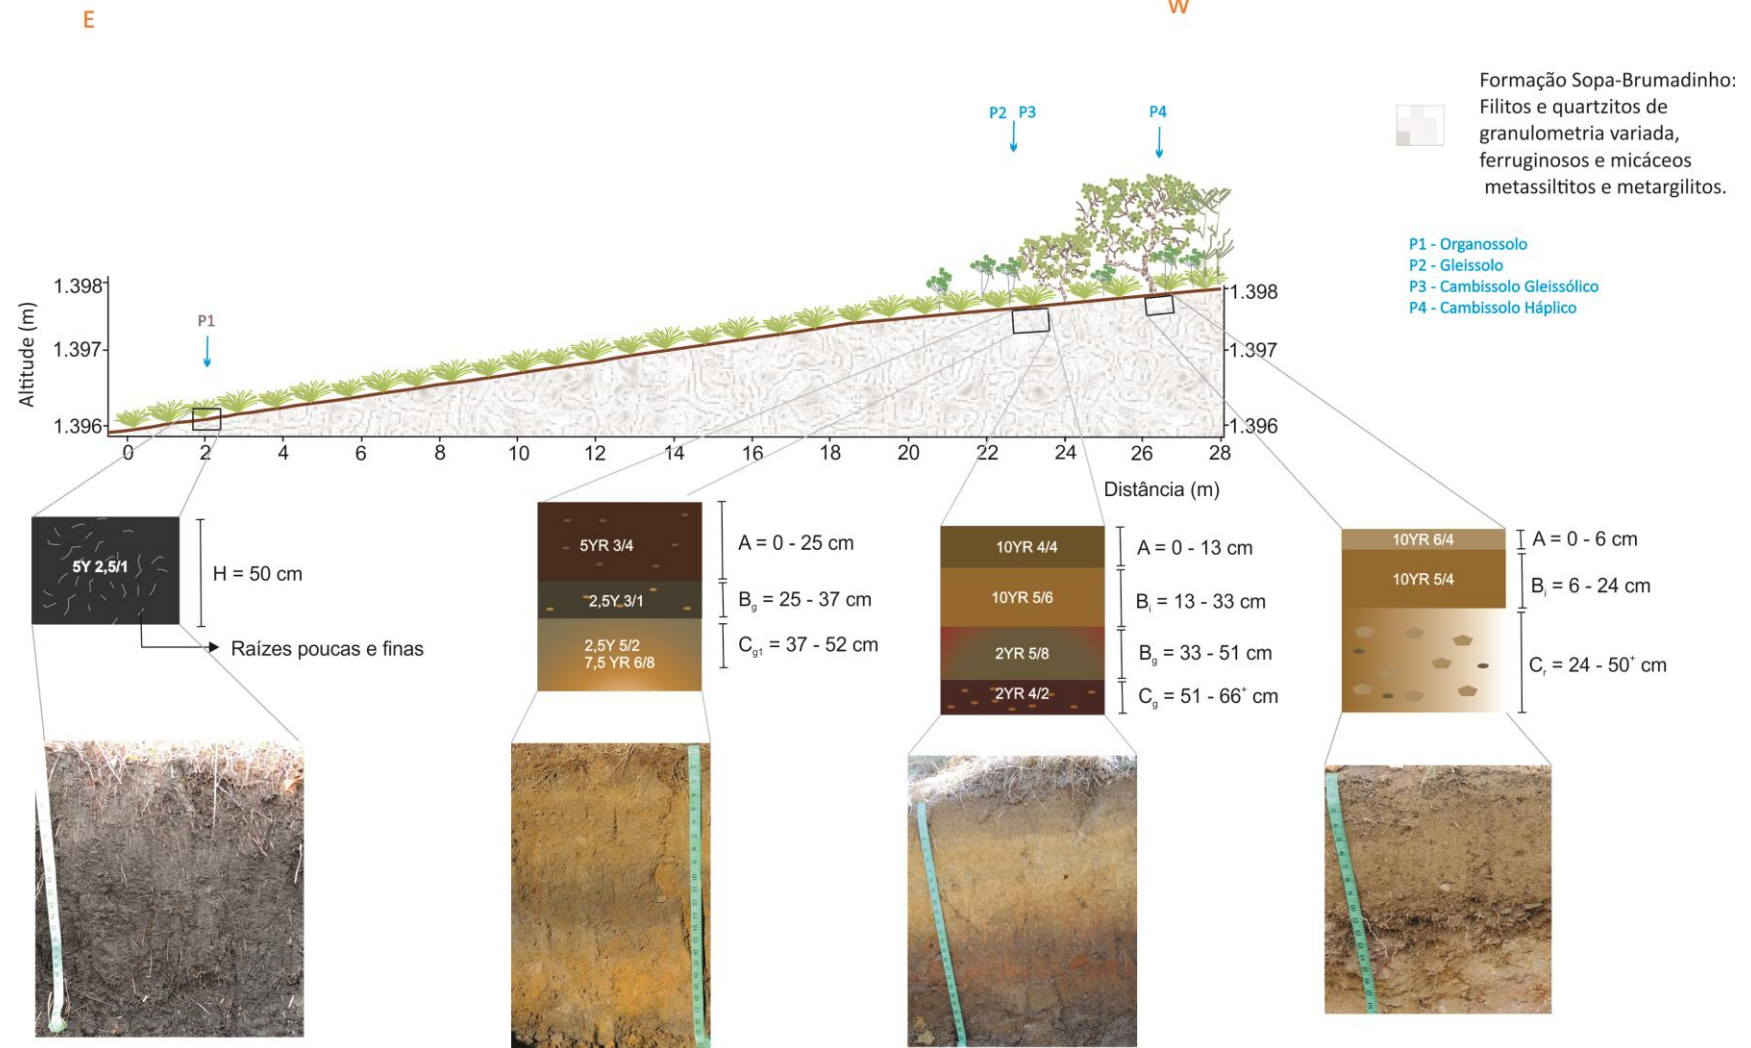 E
W
Formação Sopa-Brumadinho:
Filitos e quartzitos de
granulometria variada,
ferruginosos e micáceos
metassiltitos e metargilitos.
P1 - Organossolo
P2 - Gleissolo
P3 - Cambissolo Gleissólico
P4 - Cambissolo Háplico
P2 P3
P4
P1
Altitude (m)
1.398
1.397
1.396
1.398
1.397
1.396
0 2 4 6 8 10 12 14 16 18 20 22 24 26 28
Distância (m)
5Y 2,5/1
H = 50 cm
Raízes poucas e finas
5YR 3/4
A = 0 - 25 cm
2,5Y 3/1
Bg = 25 - 37 cm
2,5Y 5/2
7,5 YR 6/8
Cg1 = 37 - 52 cm
10YR 4/4
A = 0 - 13 cm
10YR 5/6
Bi = 13 - 33 cm
2YR 5/8
Bg = 33 - 51 cm
2YR 4/2
Cg = 51 - 66+ cm
10YR 6/4
A = 0 - 6 cm
10YR 5/4
Bi = 6 - 24 cm
Cr = 24 - 50+ cm